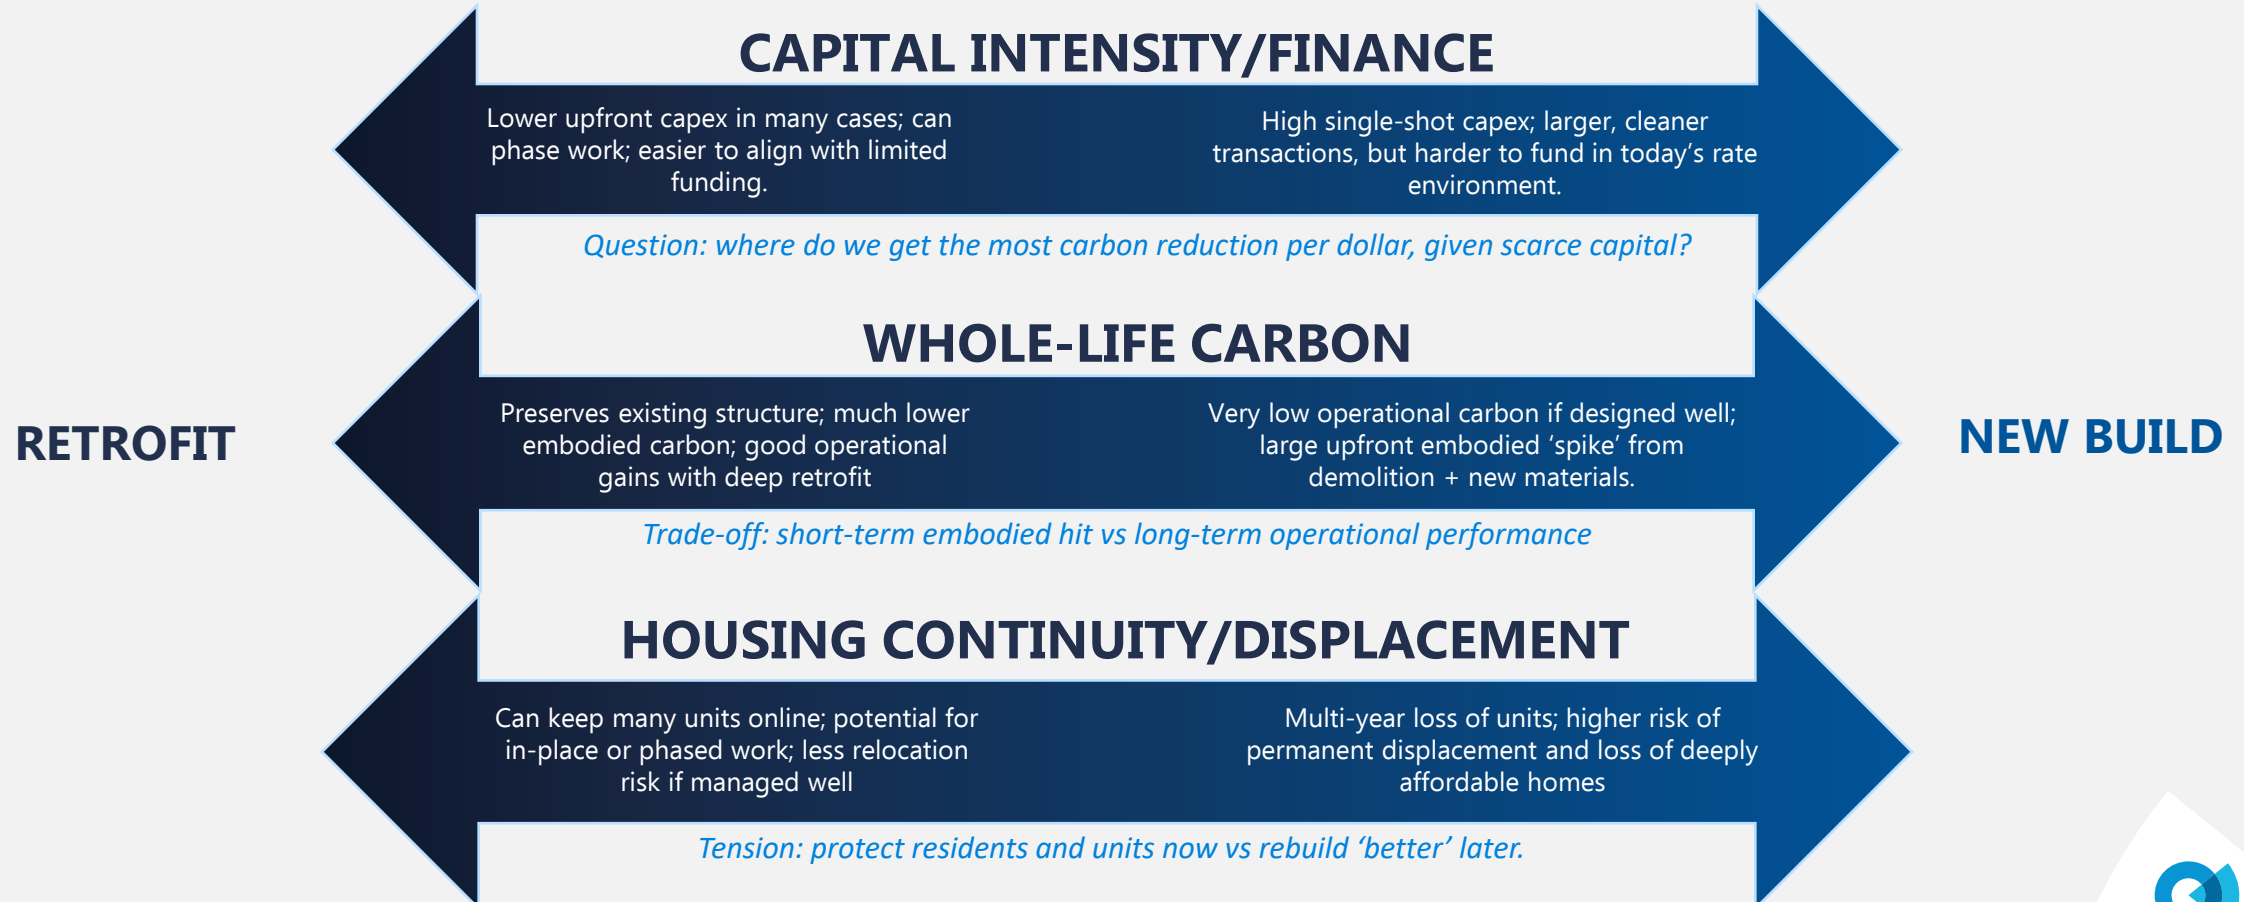 CAPITAL INTENSITY/FINANCE
Lower upfront capex in many cases; can
phase work; easier to align with limited
funding.
High single-shot capex; larger, cleaner
transactions, but harder to fund in today’s rate
environment.
Question: where do we get the most carbon reduction per dollar, given scarce capital?
WHOLE-LIFE CARBON
RETROFIT
Preserves existing structure; much lower
embodied carbon; good operational
gains with deep retrofit
Very low operational carbon if designed well;
large upfront embodied ‘spike’ from
demolition + new materials.
NEW BUILD
Trade-off: short-term embodied hit vs long-term operational performance
HOUSING CONTINUITY/DISPLACEMENT
Can keep many units online; potential for
in-place or phased work; less relocation
risk if managed well
Multi-year loss of units; higher risk of
permanent displacement and loss of deeply
affordable homes
Tension: protect residents and units now vs rebuild ‘better’ later.